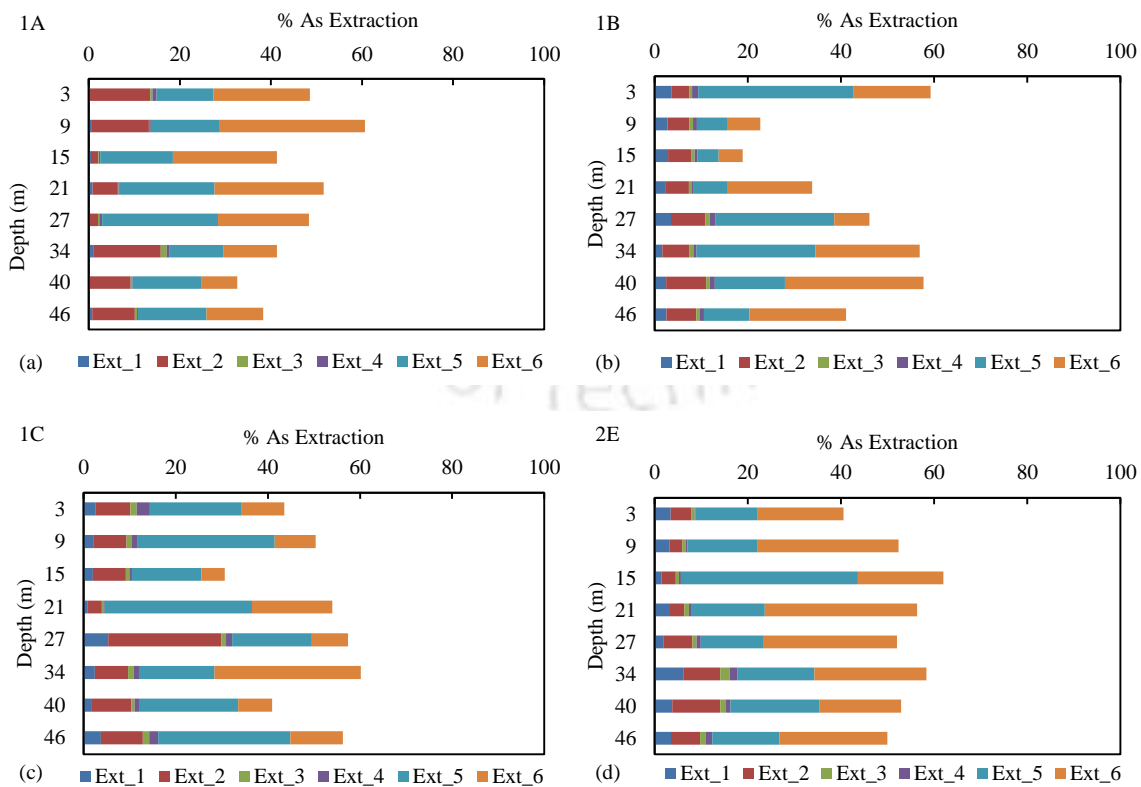 1A
% As Extraction
0 20 40 60 80 100
Depth (m)
3
9
15
21
27
34
40
46
(a) Ext_1 Ext_2 Ext_3 Ext_4 Ext_5 Ext_6
1B
% As Extraction
0 20 40 60 80 100
Depth (m)
3
9
15
21
27
34
40
46
(b) Ext_1 Ext_2 Ext_3 Ext_4 Ext_5 Ext_6
1C
% As Extraction
0 20 40 60 80 100
Depth (m)
3
9
15
21
27
34
40
46
(c) Ext_1 Ext_2 Ext_3 Ext_4 Ext_5 Ext_6
2E
% As Extraction
0 20 40 60 80 100
Depth (m)
3
9
15
21
27
34
40
46
(d) Ext_1 Ext_2 Ext_3 Ext_4 Ext_5 Ext_6